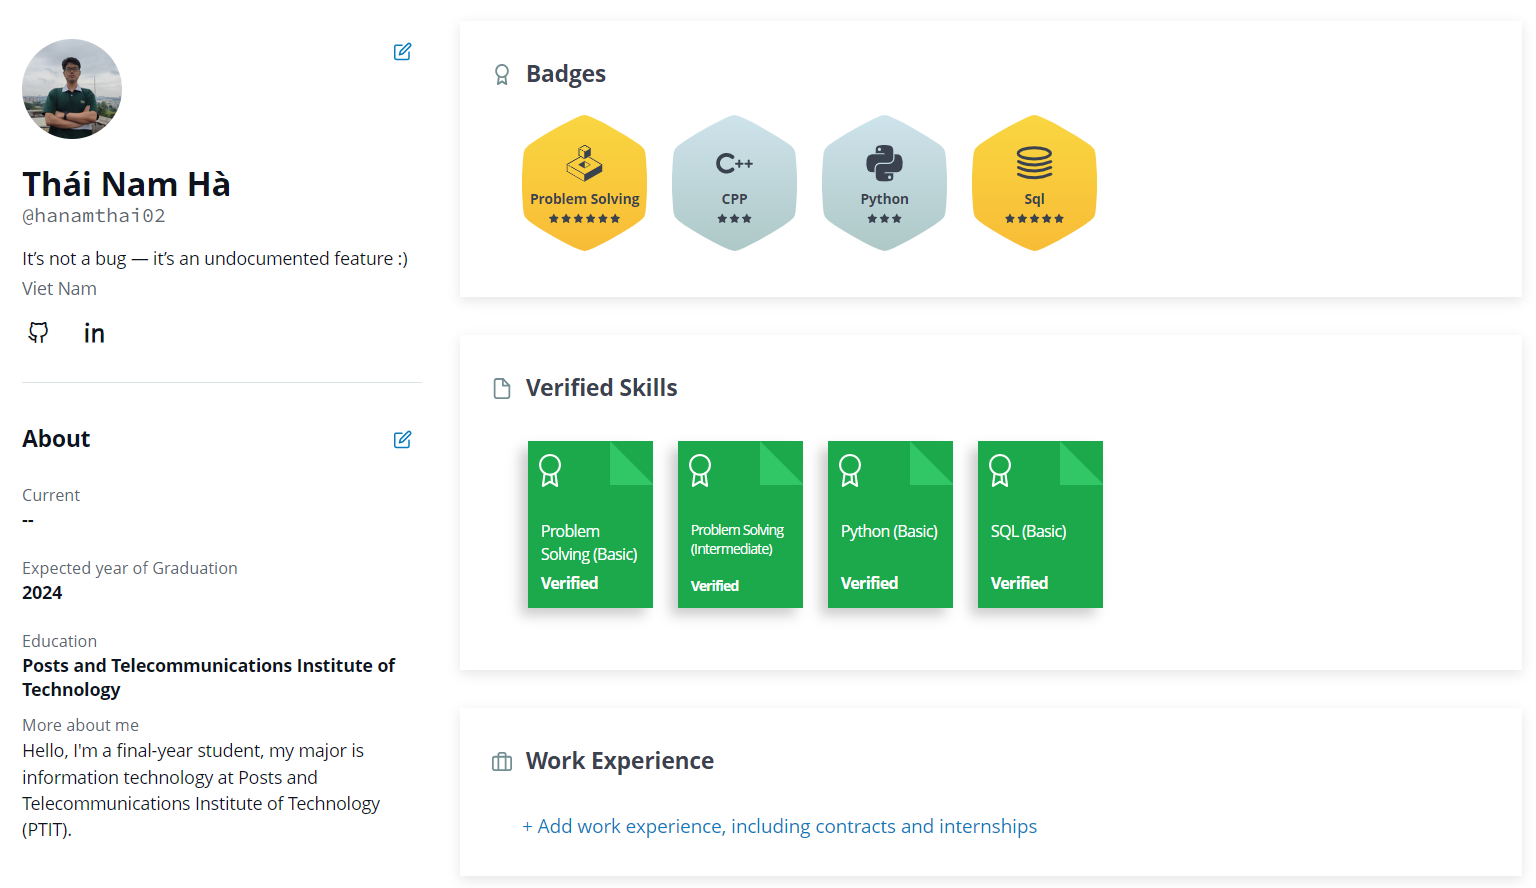 Thái Nam Hà
@hanamthai02
It’s not a bug — it’s an undocumented feature :)
Viet Nam
in
About
Current
--
Expected year of Graduation
2024
Education
Posts and Telecommunications Institute of
Technology
More about me
Hello, I'm a final-year student, my major is
information technology at Posts and
Telecommunications Institute of Technology
(PTIT).
Badges
C++
Problem Solving
CPP
Python
Sql
Verified Skills
Problem
Solving (Basic)
Verified
Problem Solving
(Intermediate)
Verified
Python (Basic)
Verified
SQL (Basic)
Verified
Work Experience
+ Add work experience, including contracts and internships